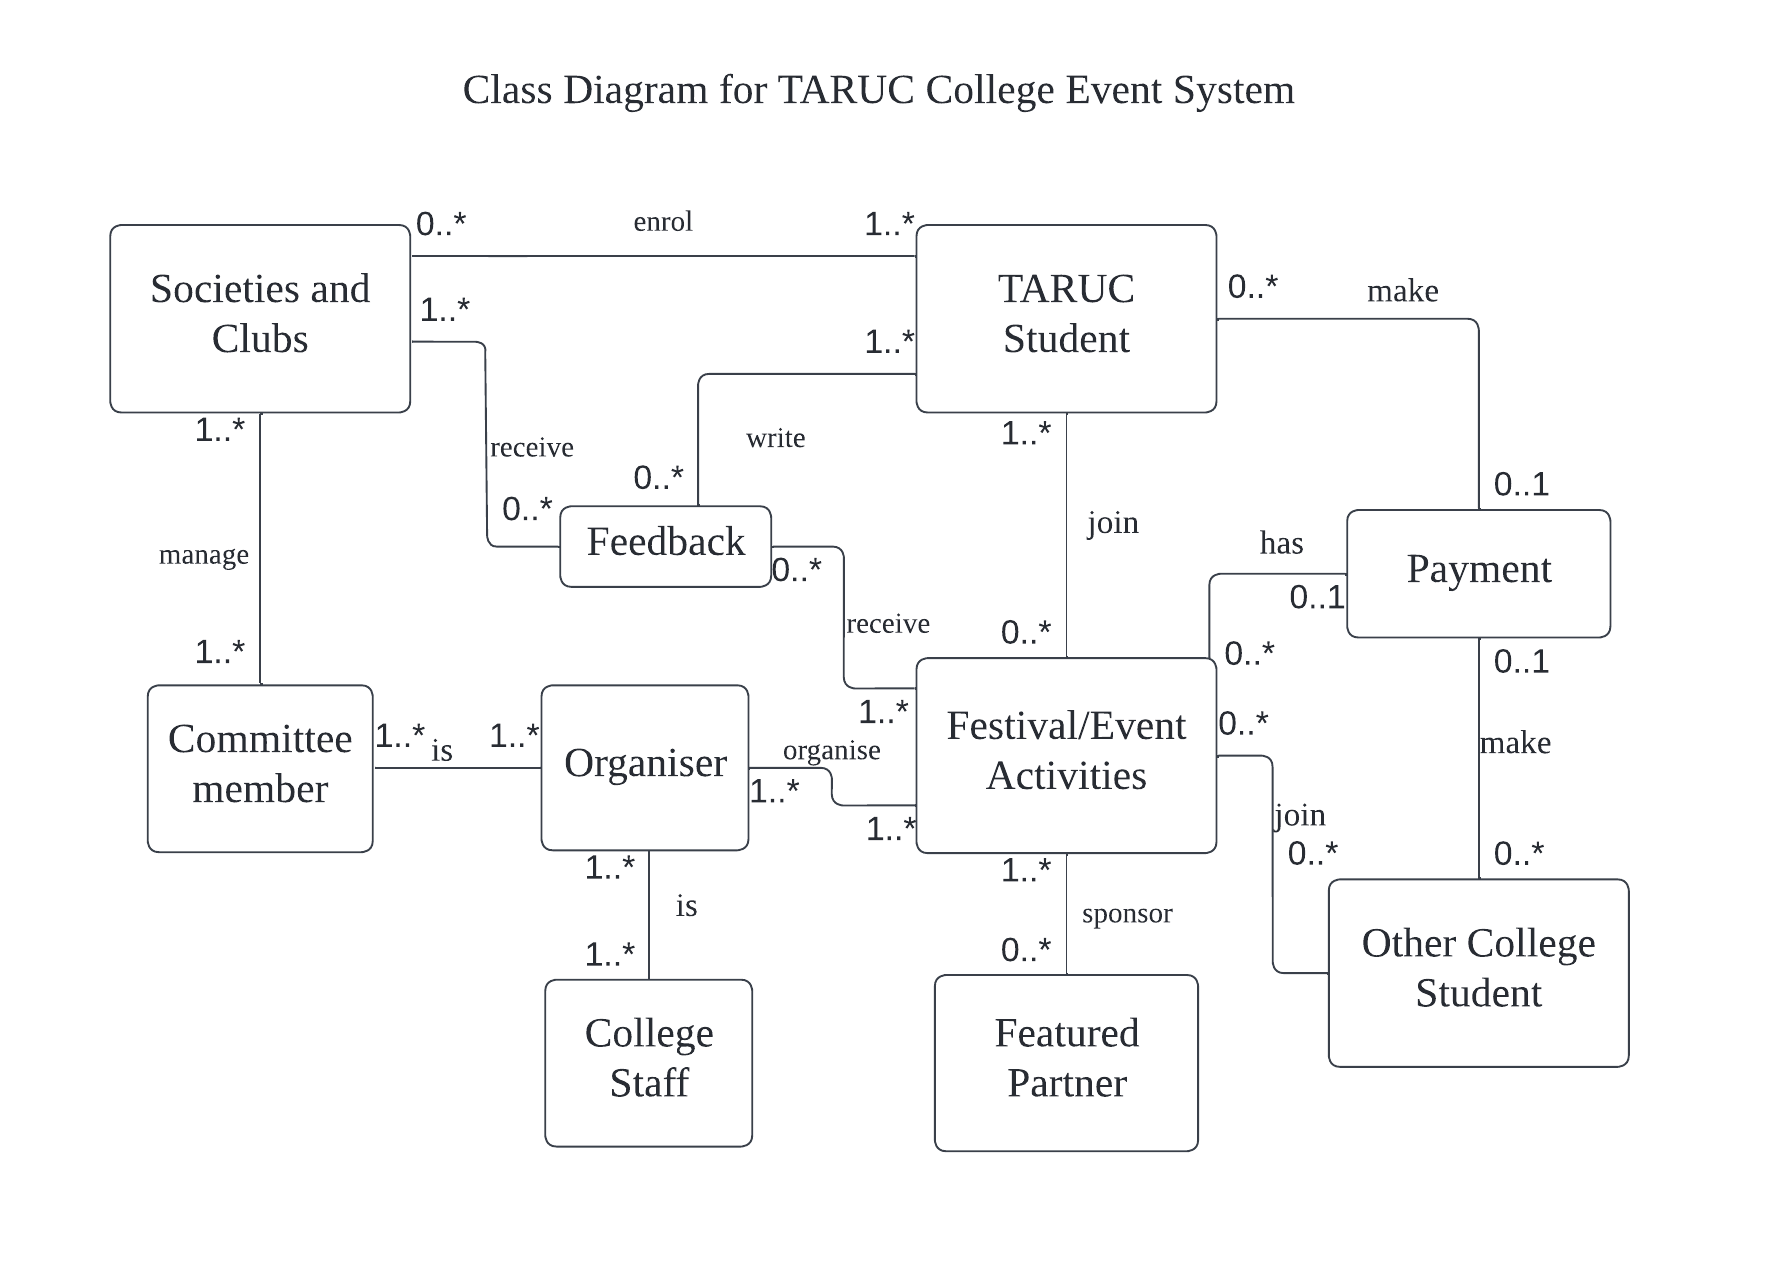 Class Diagram for TARUC College Event System
0..*
enrol
1..*
Societies and
Clubs
TARUC
Student
1..*
1..*
0..*
make
1..*
receive
write
1..*
0..*
0..*
0..1
manage
Feedback
0..*
join
has
Payment
0..1
receive
0..*
0..*
1..*
0..1
Committee
member
1..*
is
1..*
Organiser
organise
1..*
1..*
1..*
Festival/Event
Activities
0..*
make
join
0..*
0..*
1..*
is
1..*
1..*
sponsor
0..*
Other College
Student
College
Staff
Featured
Partner